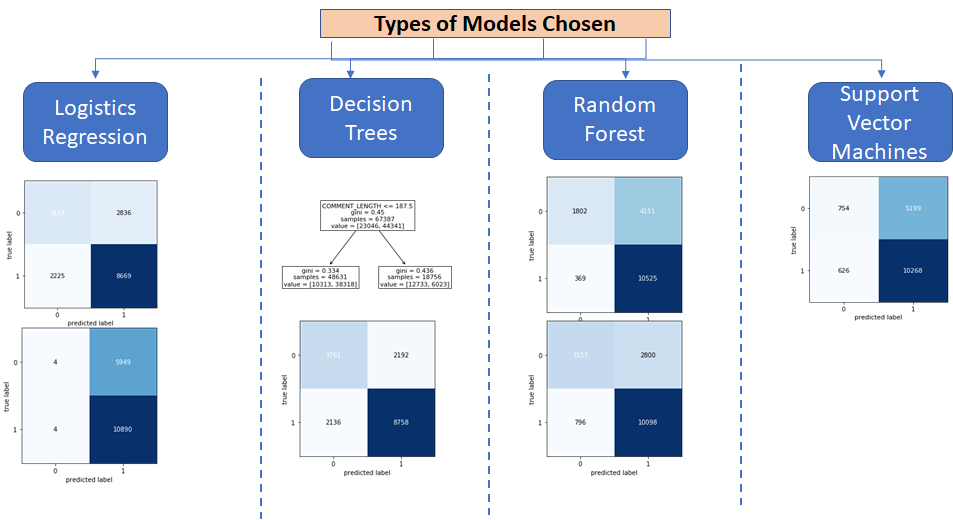 Types of Models Chosen
Logistics
Regression
Decision
Trees
Random
Forest
Support
Vector
Machines
true label
0
1
3117
2836
2225
8669
0
1
predicted label
true label
0
1
4
5949
4
10890
0
1
predicted label
COMMENT_LENGTH <= 187.5
gini = 0.45
samples = 67387
value = [23046, 44341]
gini = 0.334
samples = 48631
value = [10313, 38318]
gini = 0.436
samples = 18756
value = [12733, 6023]
true label
0
1
3761
2192
2136
8758
0
1
predicted label
true label
0
1
1802
4151
369
10525
0
1
true label
0
1
3153
2800
796
10098
0
1
predicted label
true label
0
1
754
5199
626
10268
0
1
predicted label